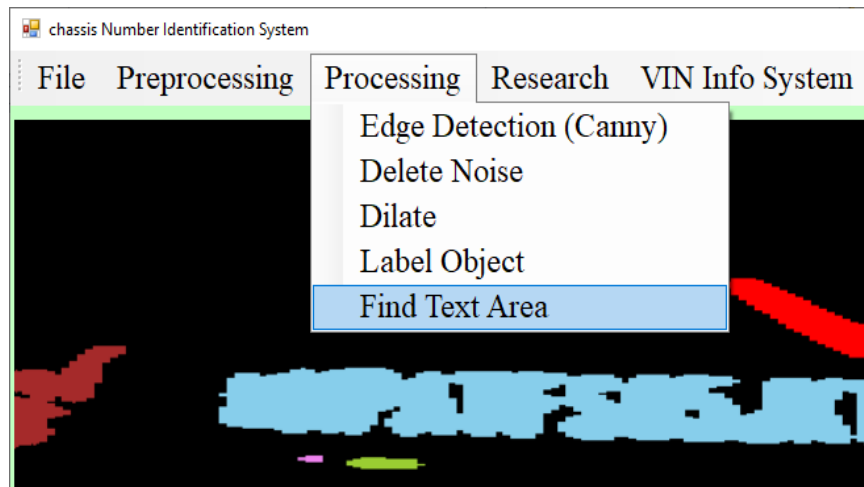 chassis Number Identification System
File Preprocessing Processing Research VIN Info System
Edge Detection (Canny)
Delete Noise
Dilate
Label Object
Find Text Area